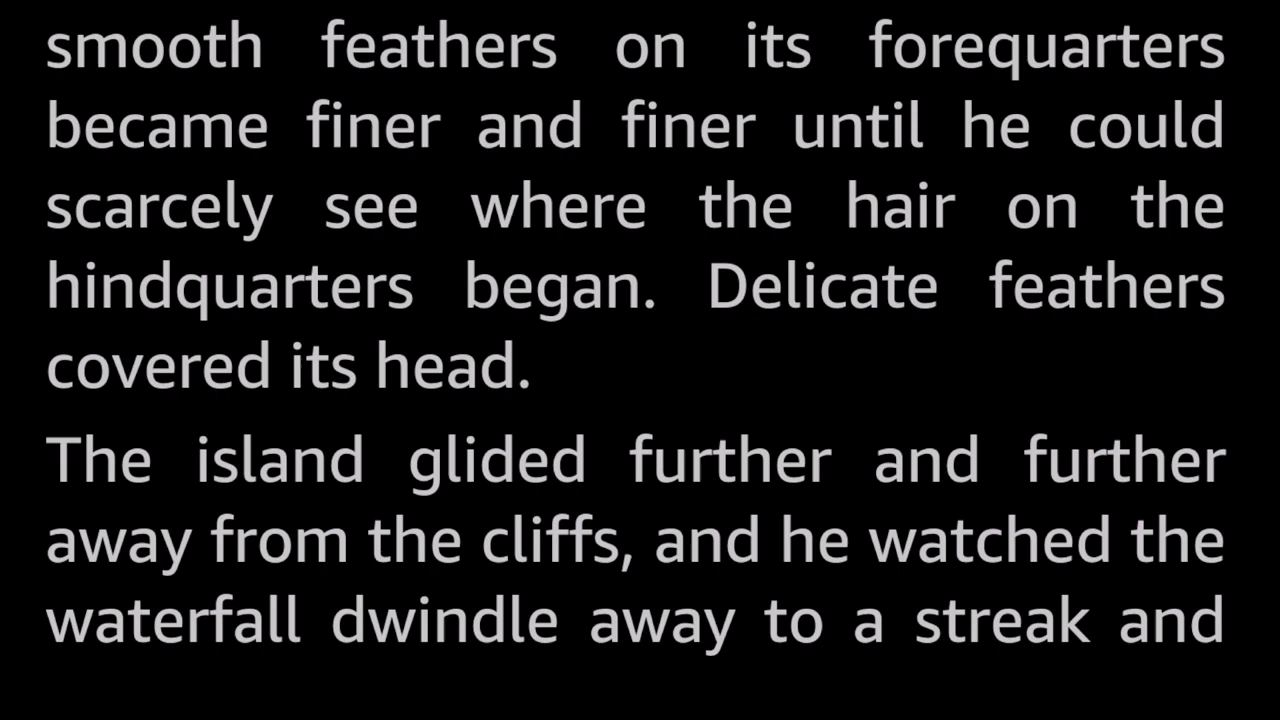 smooth feathers on its forequarters
became finer and finer until he could
scarcely see where the hair on the
hindquarters began. Delicate feathers
covered its head.
The island glided further and further
away from the cliffs, and he watched the
waterfall dwindle away to a streak and